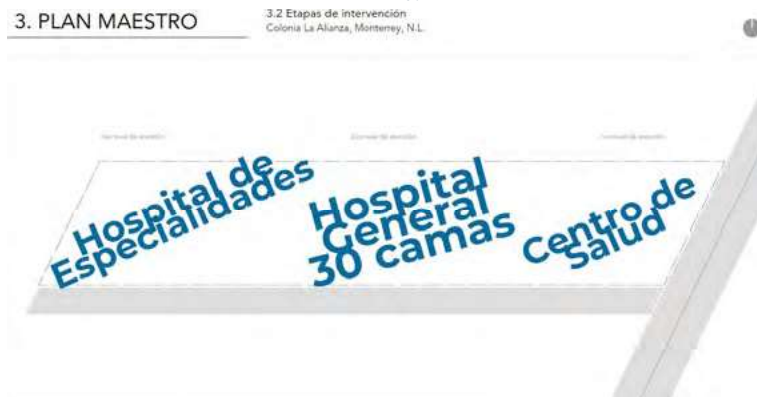 3. PLAN MAESTRO
3.2 Etapas de intervención
Colonia La Alianza, Monterrey, N.L.
Hospital de
Especialidades
Hospital
General
30 camas
Centro de
Salud